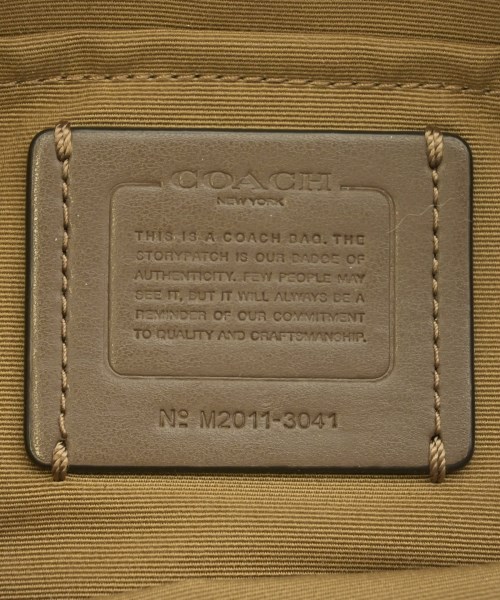 COACH
NEW YORK
THIS IS A COACH BAG. THE
STORYPATCH IS OUR BADGE OF
AUTHENTICITY. FEW PEOPLE MAY
SEE IT, BUT IT WILL ALWAYS BE A
REMINDER OF OUR COMMITMENT
TO QUALITY AND CRAFTSMANSHIP.
Nº M2011-3041